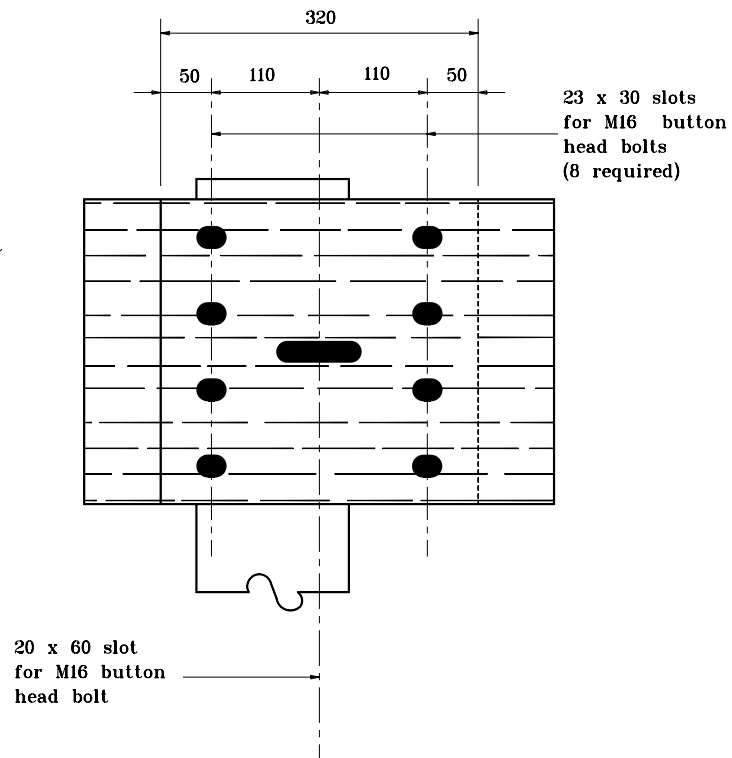 320
50 110 110 50
23 x 30 slots
for M16 button
head bolts
(8 required)
20 x 60 slot
for M16 button
head bolt